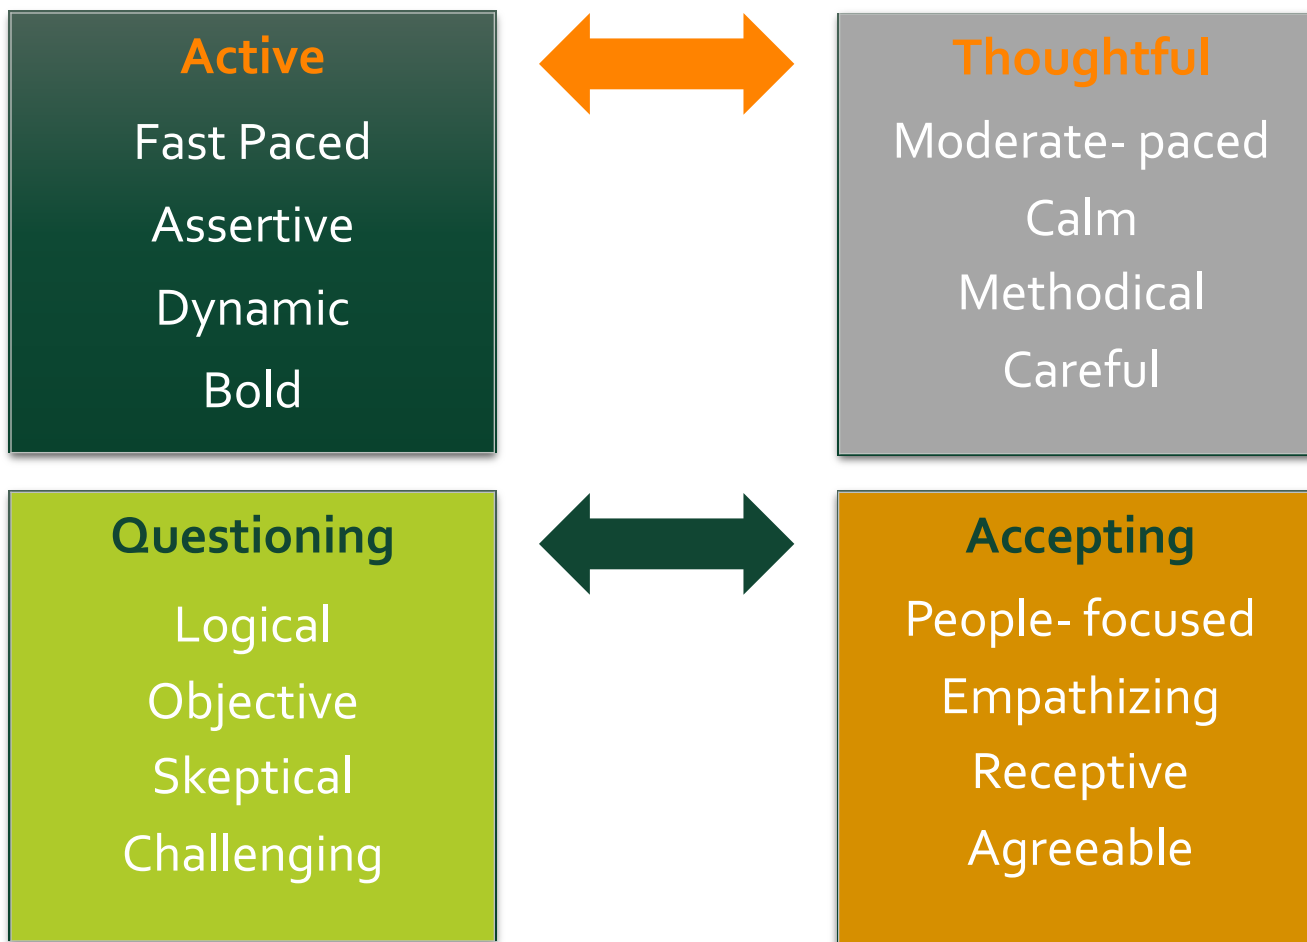 Active
Fast Paced
Assertive
Dynamic
Bold
Thoughtful
Moderate- paced
Calm
Methodical
Careful
Questioning
Logical
Objective
Skeptical
Challenging
Accepting
People- focused
Empathizing
Receptive
Agreeable